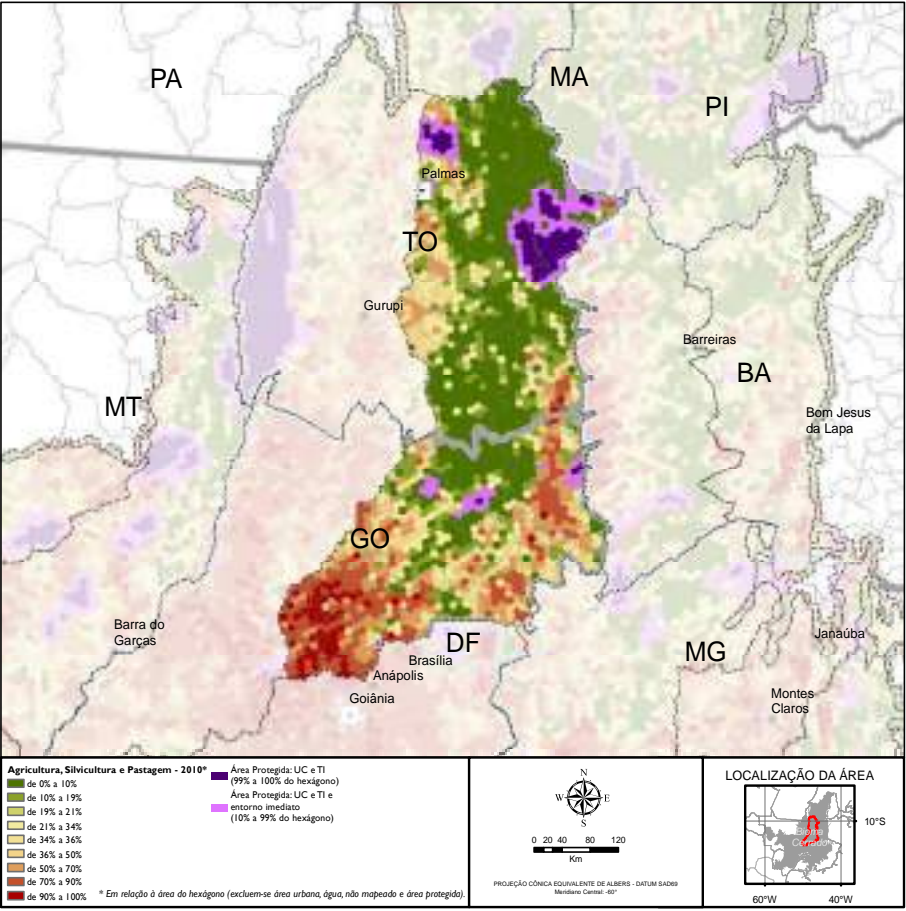 PA
MA
PI
Palmas
TO
Gurupi
Barreiras
BA
MT
Bom Jesus
da Lapa
GO
Barra do
Garças
DF
Janaúba
MG
Brasília
Anápolis
Goiânia
Montes
Claros
Agricultura, Silvicultura e Pastagem - 2010*
de 0% a 10%
de 10% a 19%
de 19% a 21%
de 21% a 34%
de 34% a 36%
de 36% a 50%
de 50% a 70%
de 70% a 90%
de 90% a 100%
Área Protegida: UC e TI
(99% a 100% do hexágono)
Área Protegida: UC e TI e
entorno imediato
(10% a 99% do hexágono)
* Em relação à área do hexágono (excluem-se área urbana, água, não mapeado e área protegida).
N
W E
S
0 20 40 80 120
Km
PROJEÇÃO CÔNICA EQUIVALENTE DE ALBERS - DATUM SAD69
Meridiano Central: -60°
LOCALIZAÇÃO DA ÁREA
Bioma
Cerrado
10°S
60°W 40°W